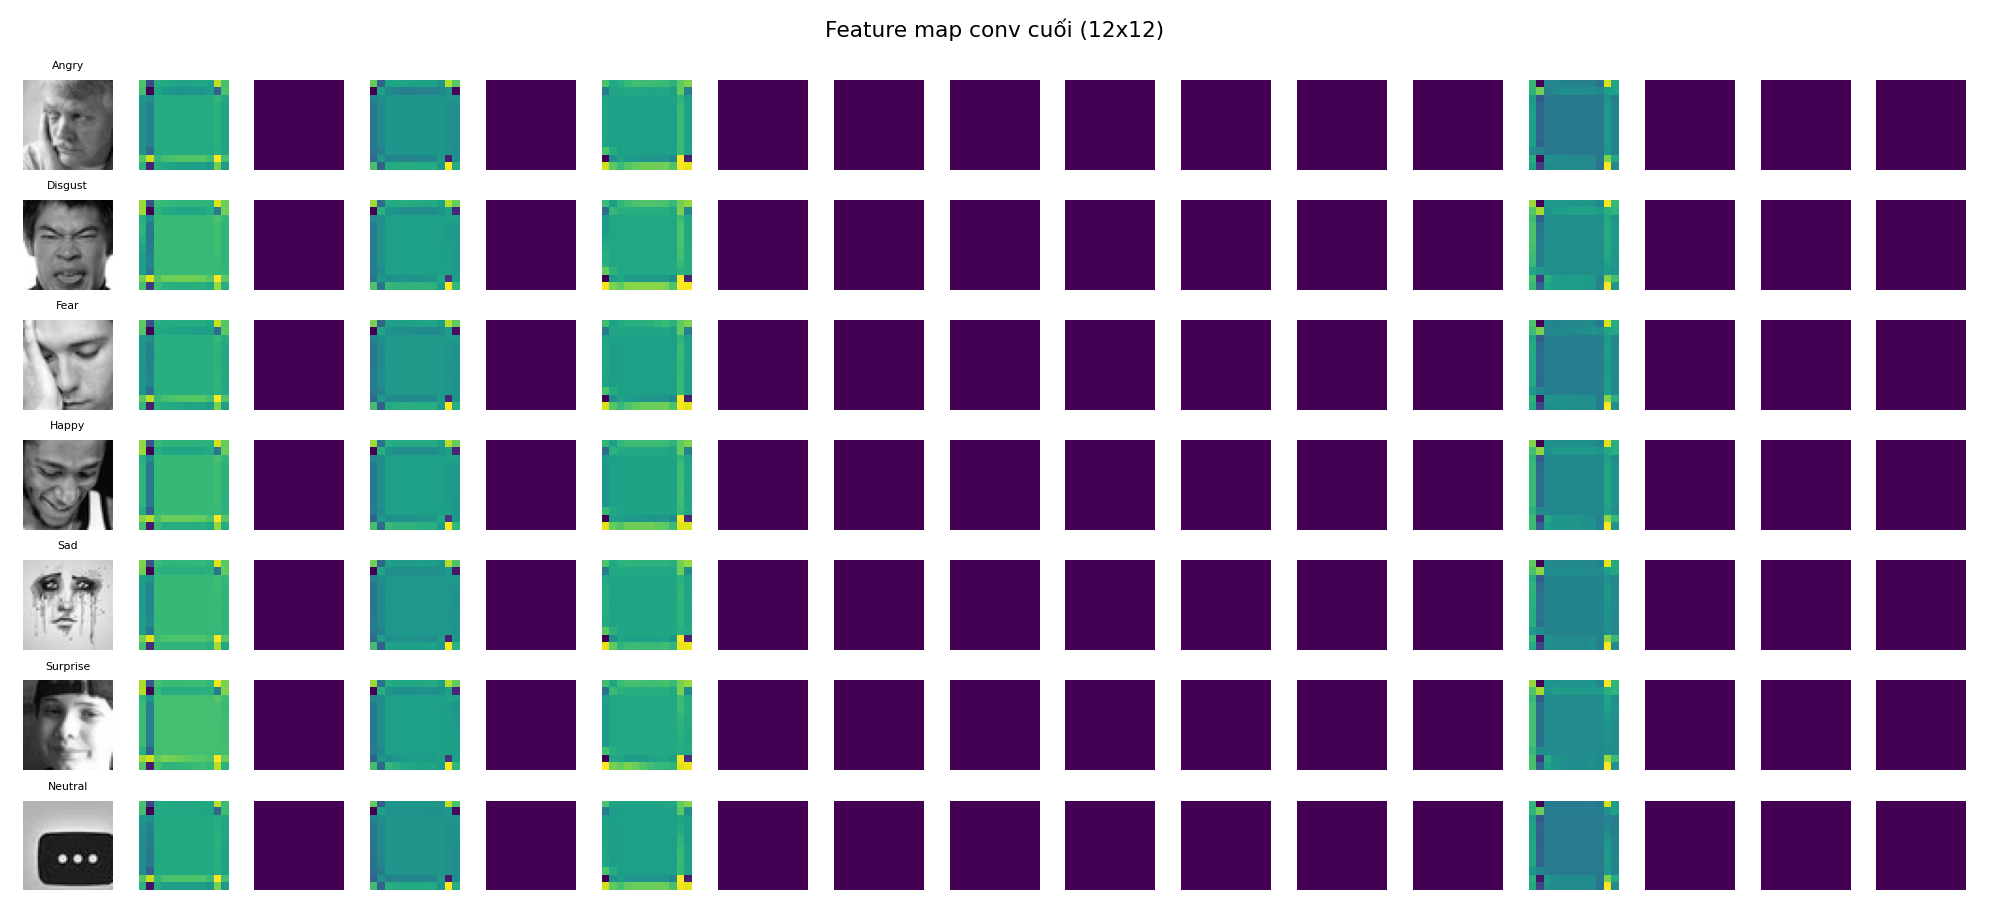 Feature map conv cuối (12x12)
Angry
Disgust
Fear
Happy
Sad
Surprise
Neutral